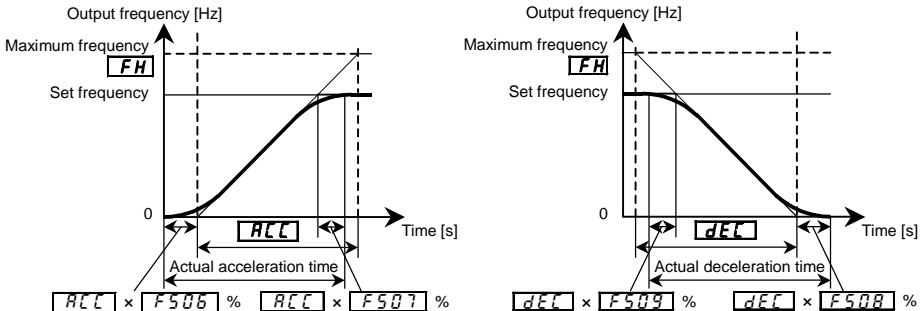 Output frequency [Hz]
Maximum frequency
FH
Set frequency
0
Time [s]
ACC
Actual acceleration time
ACC × F506 %
ACC × F507 %
Output frequency [Hz]
Maximum frequency
FH
Set frequency
0
Time [s]
dEC
Actual deceleration time
dEC × F509 %
dEC × F508 %